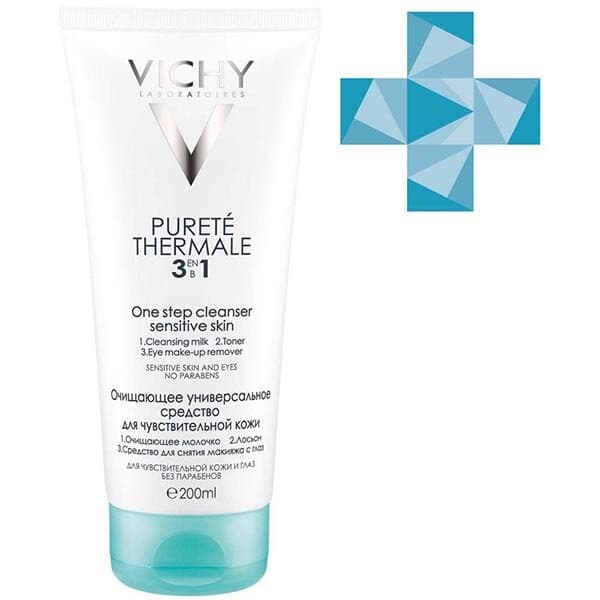 VICHY
LABORATOIRES
PURETÉ
THERMALE
3 EN B 1
One step cleanser
sensitive skin
1.Cleansing milk 2.Toner
3.Eye make-up remover
SENSITIVE SKIN AND EYES
NO PARABENS
Очищающее универсальное
средство
для чувствительной кожи
1.Очищающее молочко 2.Лосьон
3.Средство для снятия макияжа с глаз
ДЛЯ ЧУВСТВИТЕЛЬНОЙ КОЖИ И ГЛАЗ
БЕЗ ПАРАБЕНОВ
℮200ml